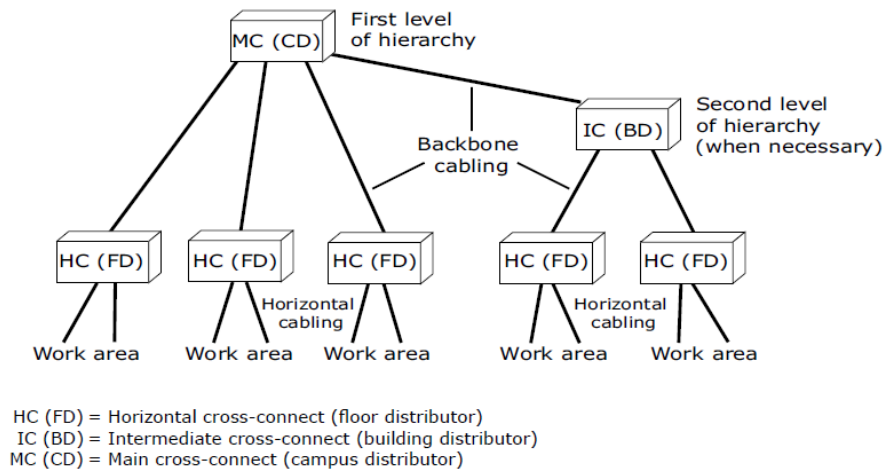 MC (CD)
First level
of hierarchy
IC (BD)
Second level
of hierarchy
(when necessary)
Backbone
cabling
HC (FD)
HC (FD)
HC (FD)
HC (FD)
HC (FD)
Horizontal
cabling
Horizontal
cabling
Work area
Work area
Work area
Work area
Work area
HC (FD) = Horizontal cross-connect (floor distributor)
IC (BD) = Intermediate cross-connect (building distributor)
MC (CD) = Main cross-connect (campus distributor)